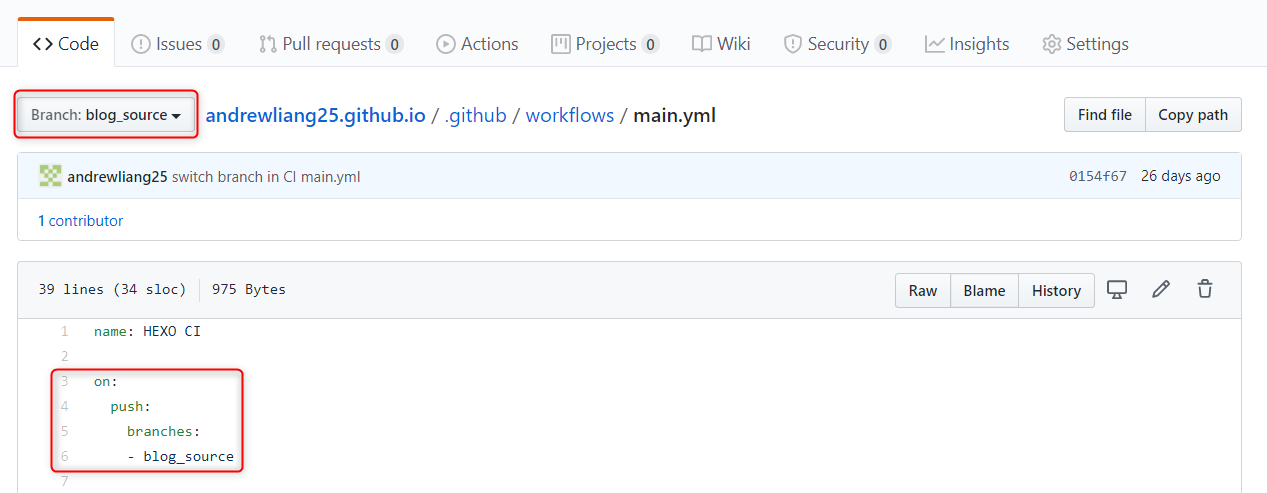 Code Issues 0 Pull requests 0 Actions Projects 0 Wiki Security 0 Insights Settings
Branch: blog_source andrewliang25.github.io / .github / workflows / main.yml Find file Copy path
andrewliang25 switch branch in CI main.yml 0154f67 26 days ago
1 contributor
39 lines (34 sloc) 975 Bytes Raw Blame History
1 name: HEXO CI
2
3 on:
4 push:
5 branches:
6 - blog_source
7